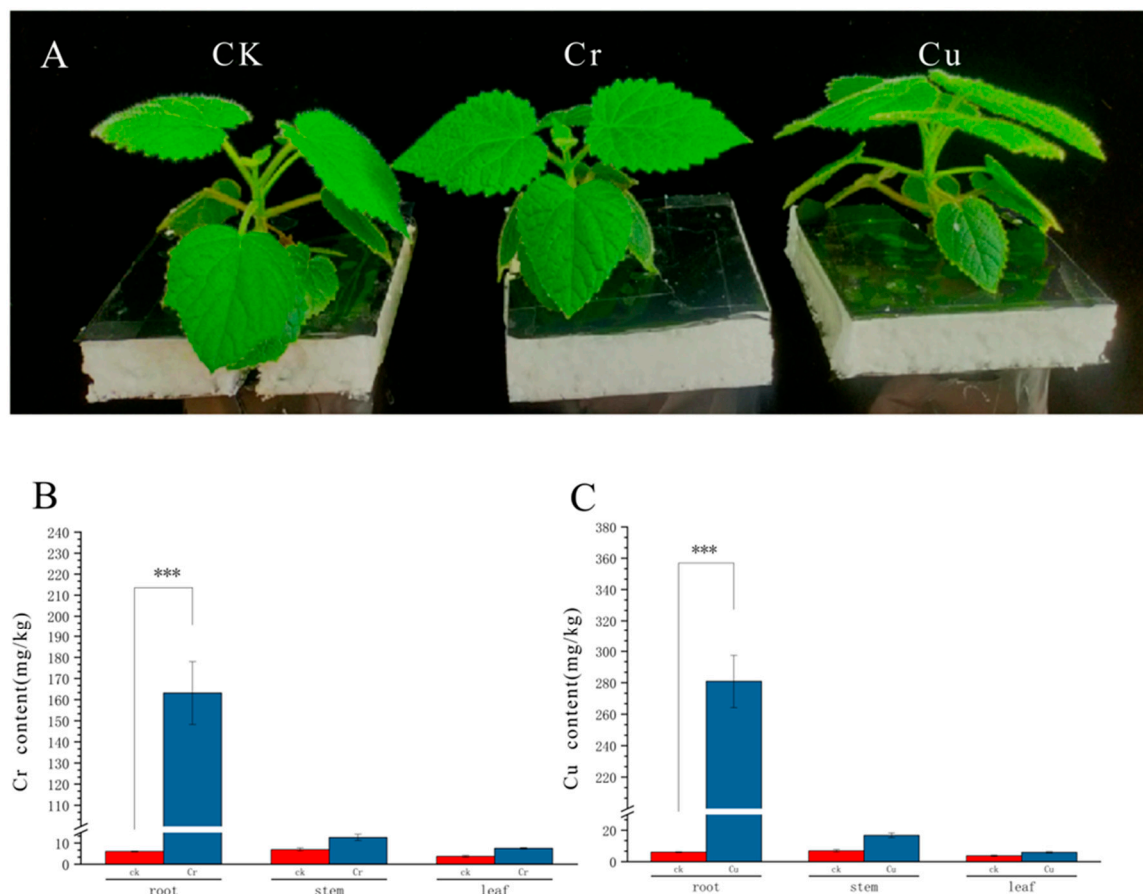 A
CK
Cr
Cu
B
Cr content(mg/kg)
240
230
220
210
200
190
180
170
160
150
140
130
120
110
10
0
***
ck
Cr
ck
Cr
ck
Cr
root
stem
leaf
C
Cu content(mg/kg)
380
360
340
320
300
280
260
240
220
20
0
***
ck
Cu
ck
Cu
ck
Cu
root
stem
leaf